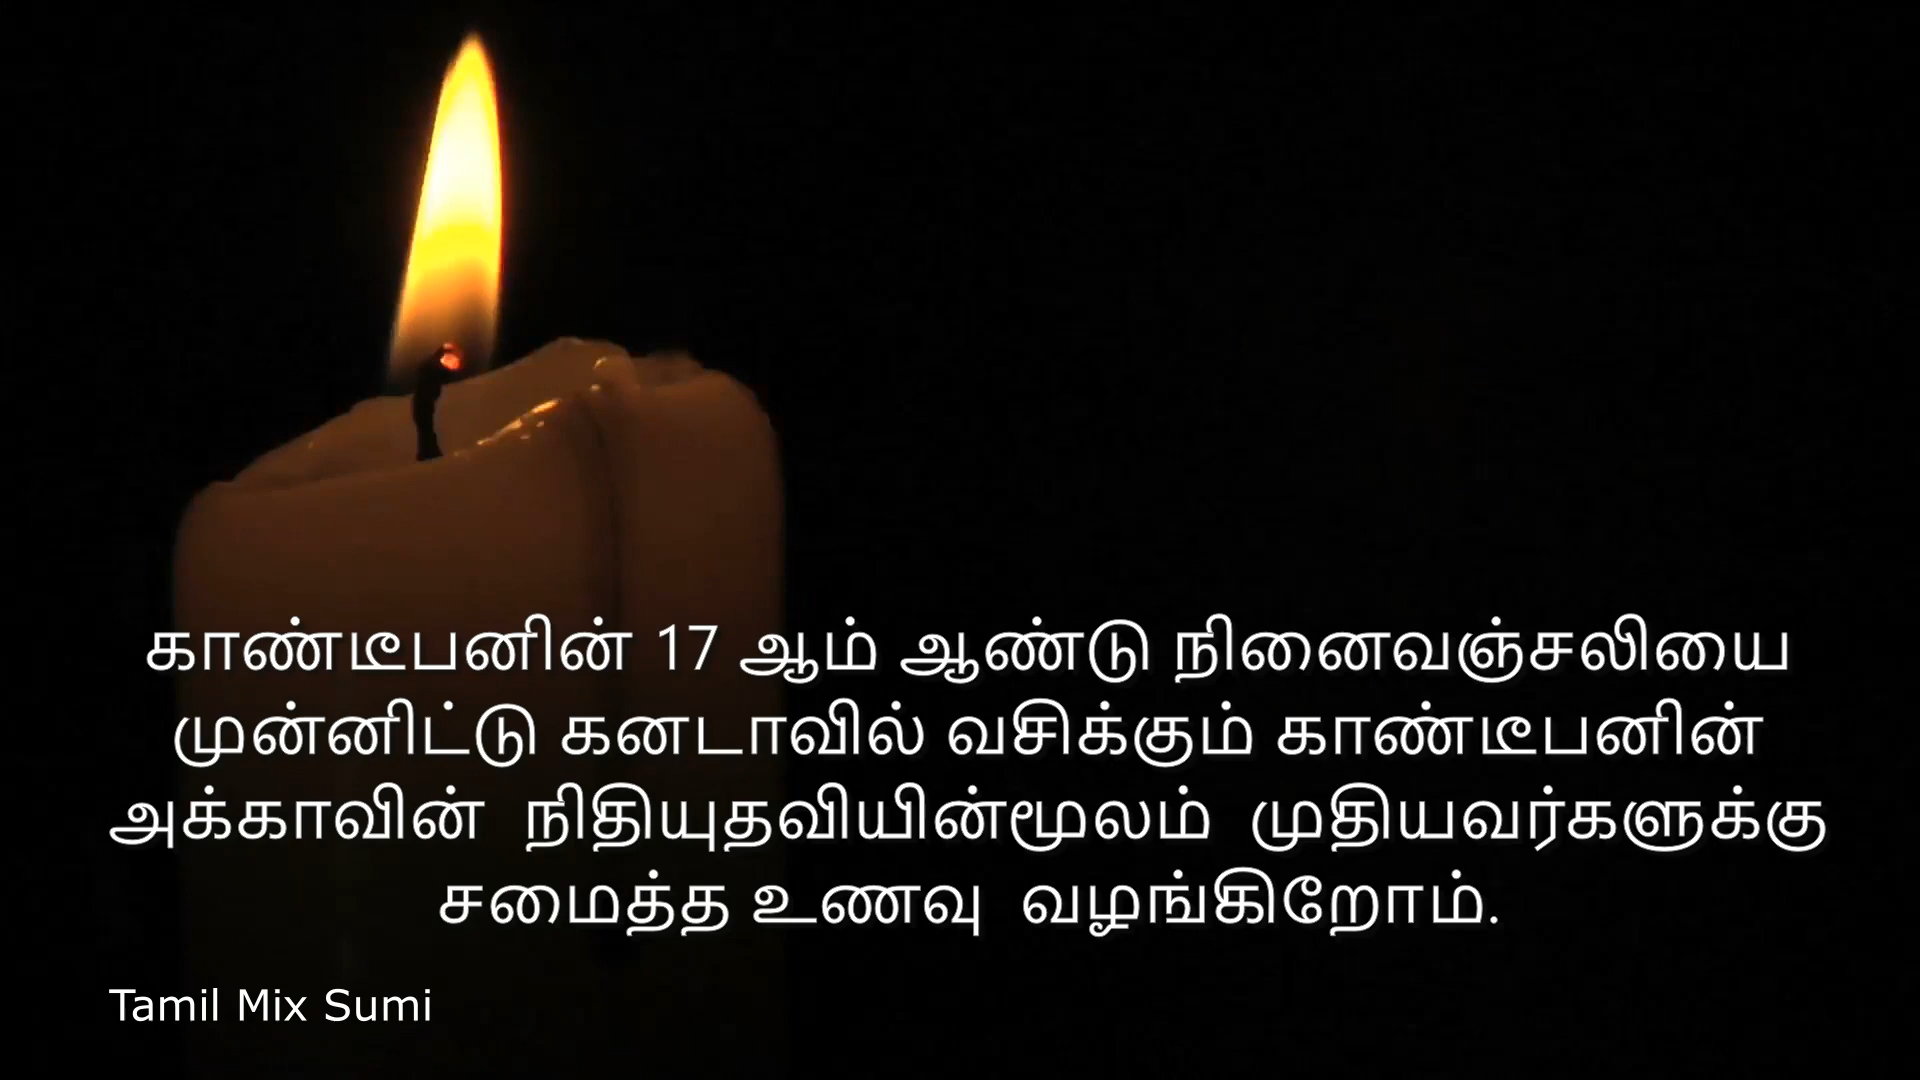 காண்டீபனின் 17 ஆம் ஆண்டு நினைவஞ்சலியை
முன்னிட்டு கனடாவில் வசிக்கும் காண்டீபனின்
அக்காவின் நிதியுதவியின்மூலம் முதியவர்களுக்கு
சமைத்த உணவு வழங்கிறோம்.
Tamil Mix Sumi